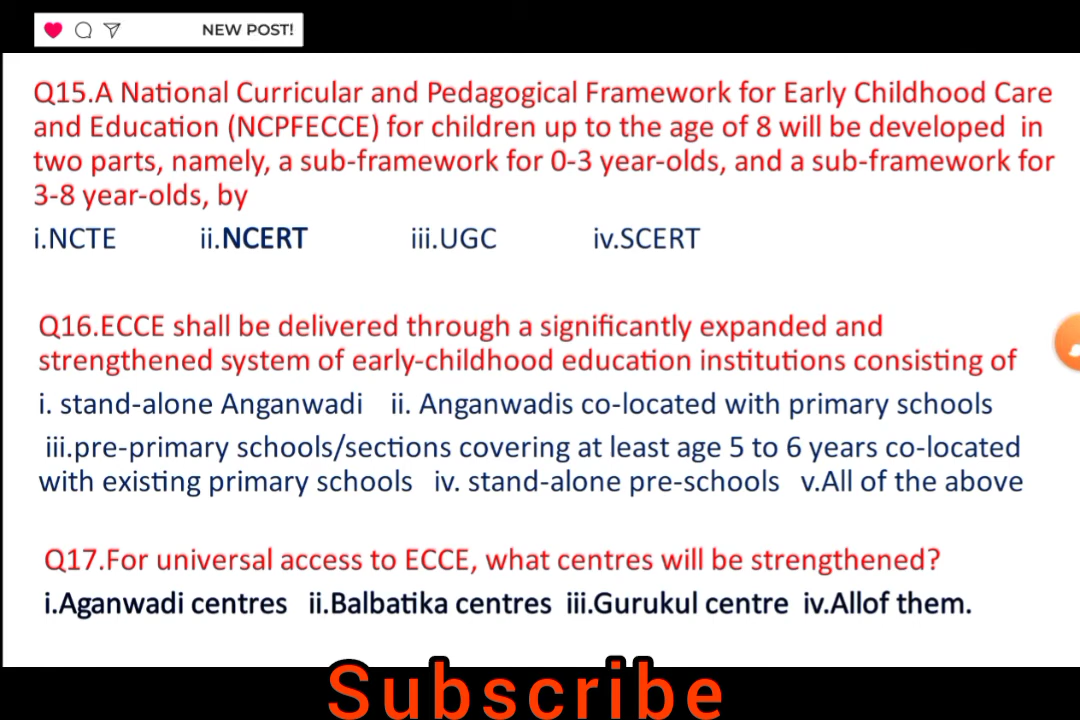 NEW POST!
Q15.A National Curricular and Pedagogical Framework for Early Childhood Care
and Education (NCPFECCE) for children up to the age of 8 will be developed in
two parts, namely, a sub-framework for 0-3 year-olds, and a sub-framework for
3-8 year-olds, by
i.NCTE ii.NCERT iii.UGC iv.SCERT
Q16.ECCE shall be delivered through a significantly expanded and
strengthened system of early-childhood education institutions consisting of
i. stand-alone Anganwadi ii. Anganwadis co-located with primary schools
iii.pre-primary schools/sections covering at least age 5 to 6 years co-located
with existing primary schools iv. stand-alone pre-schools v.All of the above
Q17.For universal access to ECCE, what centres will be strengthened?
i.Aganwadi centres ii.Balbatika centres iii.Gurukul centre iv.Allof them.
Subscribe